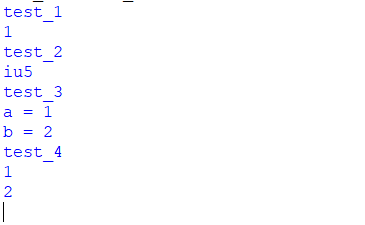 test_1
1
test_2
iu5
test_3
a = 1
b = 2
test_4
1
2